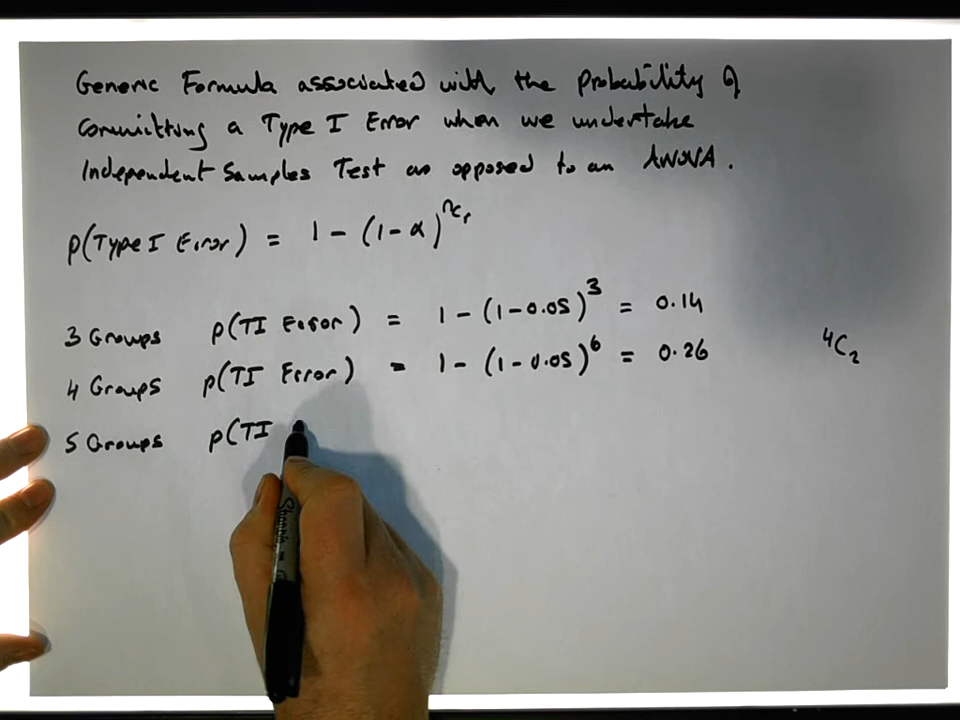 Generic Formula associated with the Probability of
Committing a Type I Error when we undertake
Independent Samples Test as opposed to an ANOVA.
P(Type I Error) = 1 - (1-α)^nCr
3 Groups P(TI Error) = 1 - (1-0.05)^3 = 0.14
4 Groups P(TI Error) = 1 - (1-0.05)^6 = 0.26 ⁴C₂
5 Groups P(TI
Sharpie